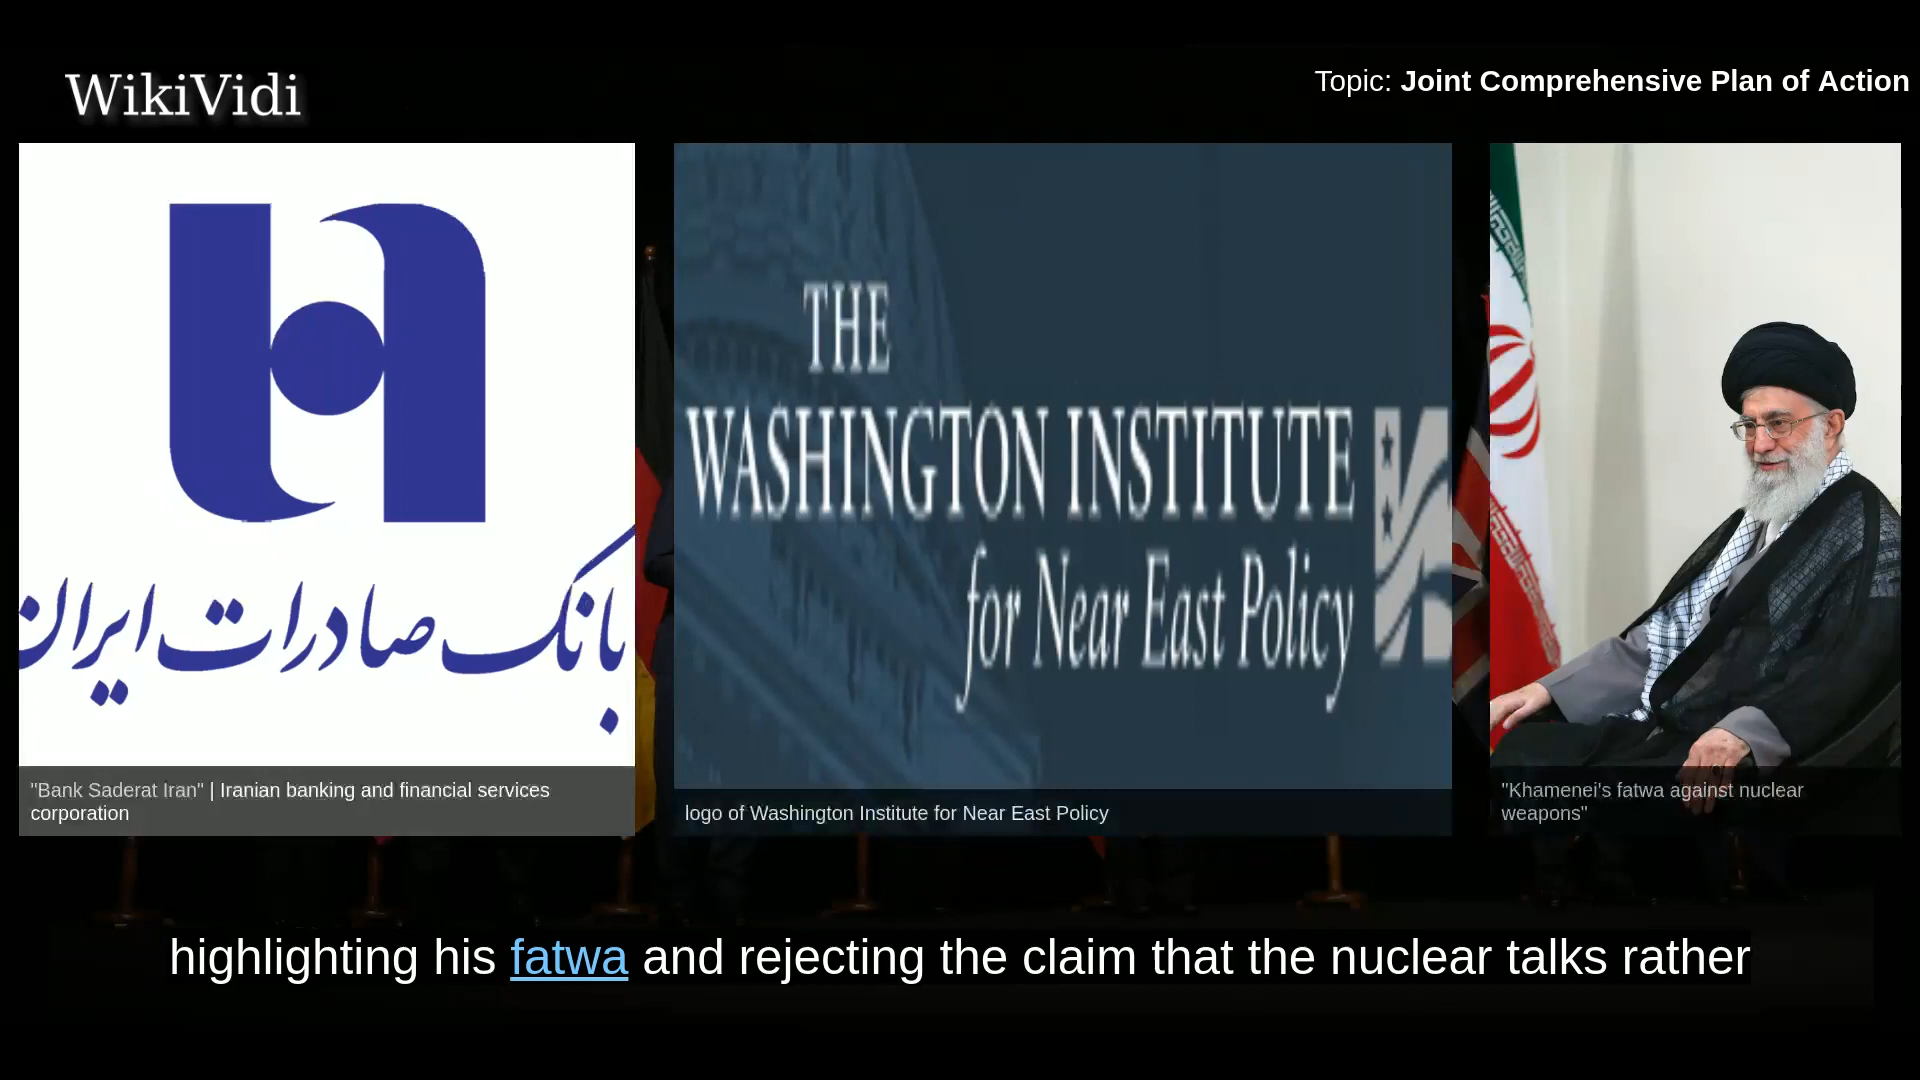 WikiVidi
Topic: Joint Comprehensive Plan of Action
بانک صادرات ایران
"Bank Saderat Iran" | Iranian banking and financial services
corporation
THE
WASHINGTON INSTITUTE
for Near East Policy
logo of Washington Institute for Near East Policy
"Khamenei's fatwa against nuclear
weapons"
highlighting his fatwa and rejecting the claim that the nuclear talks rather